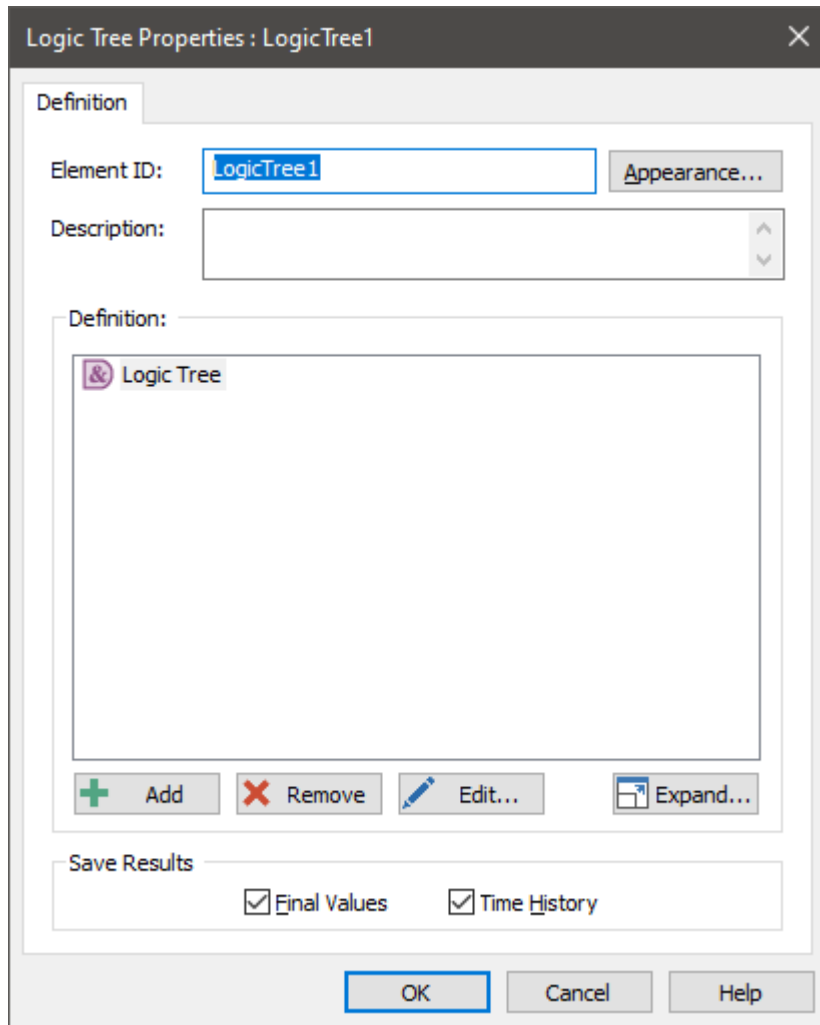 Logic Tree Properties : LogicTree1
Definition
Element ID: LogicTree1 Appearance...
Description:
Definition:
& Logic Tree
Add Remove Edit... Expand...
Save Results
Final Values Time History
OK Cancel Help